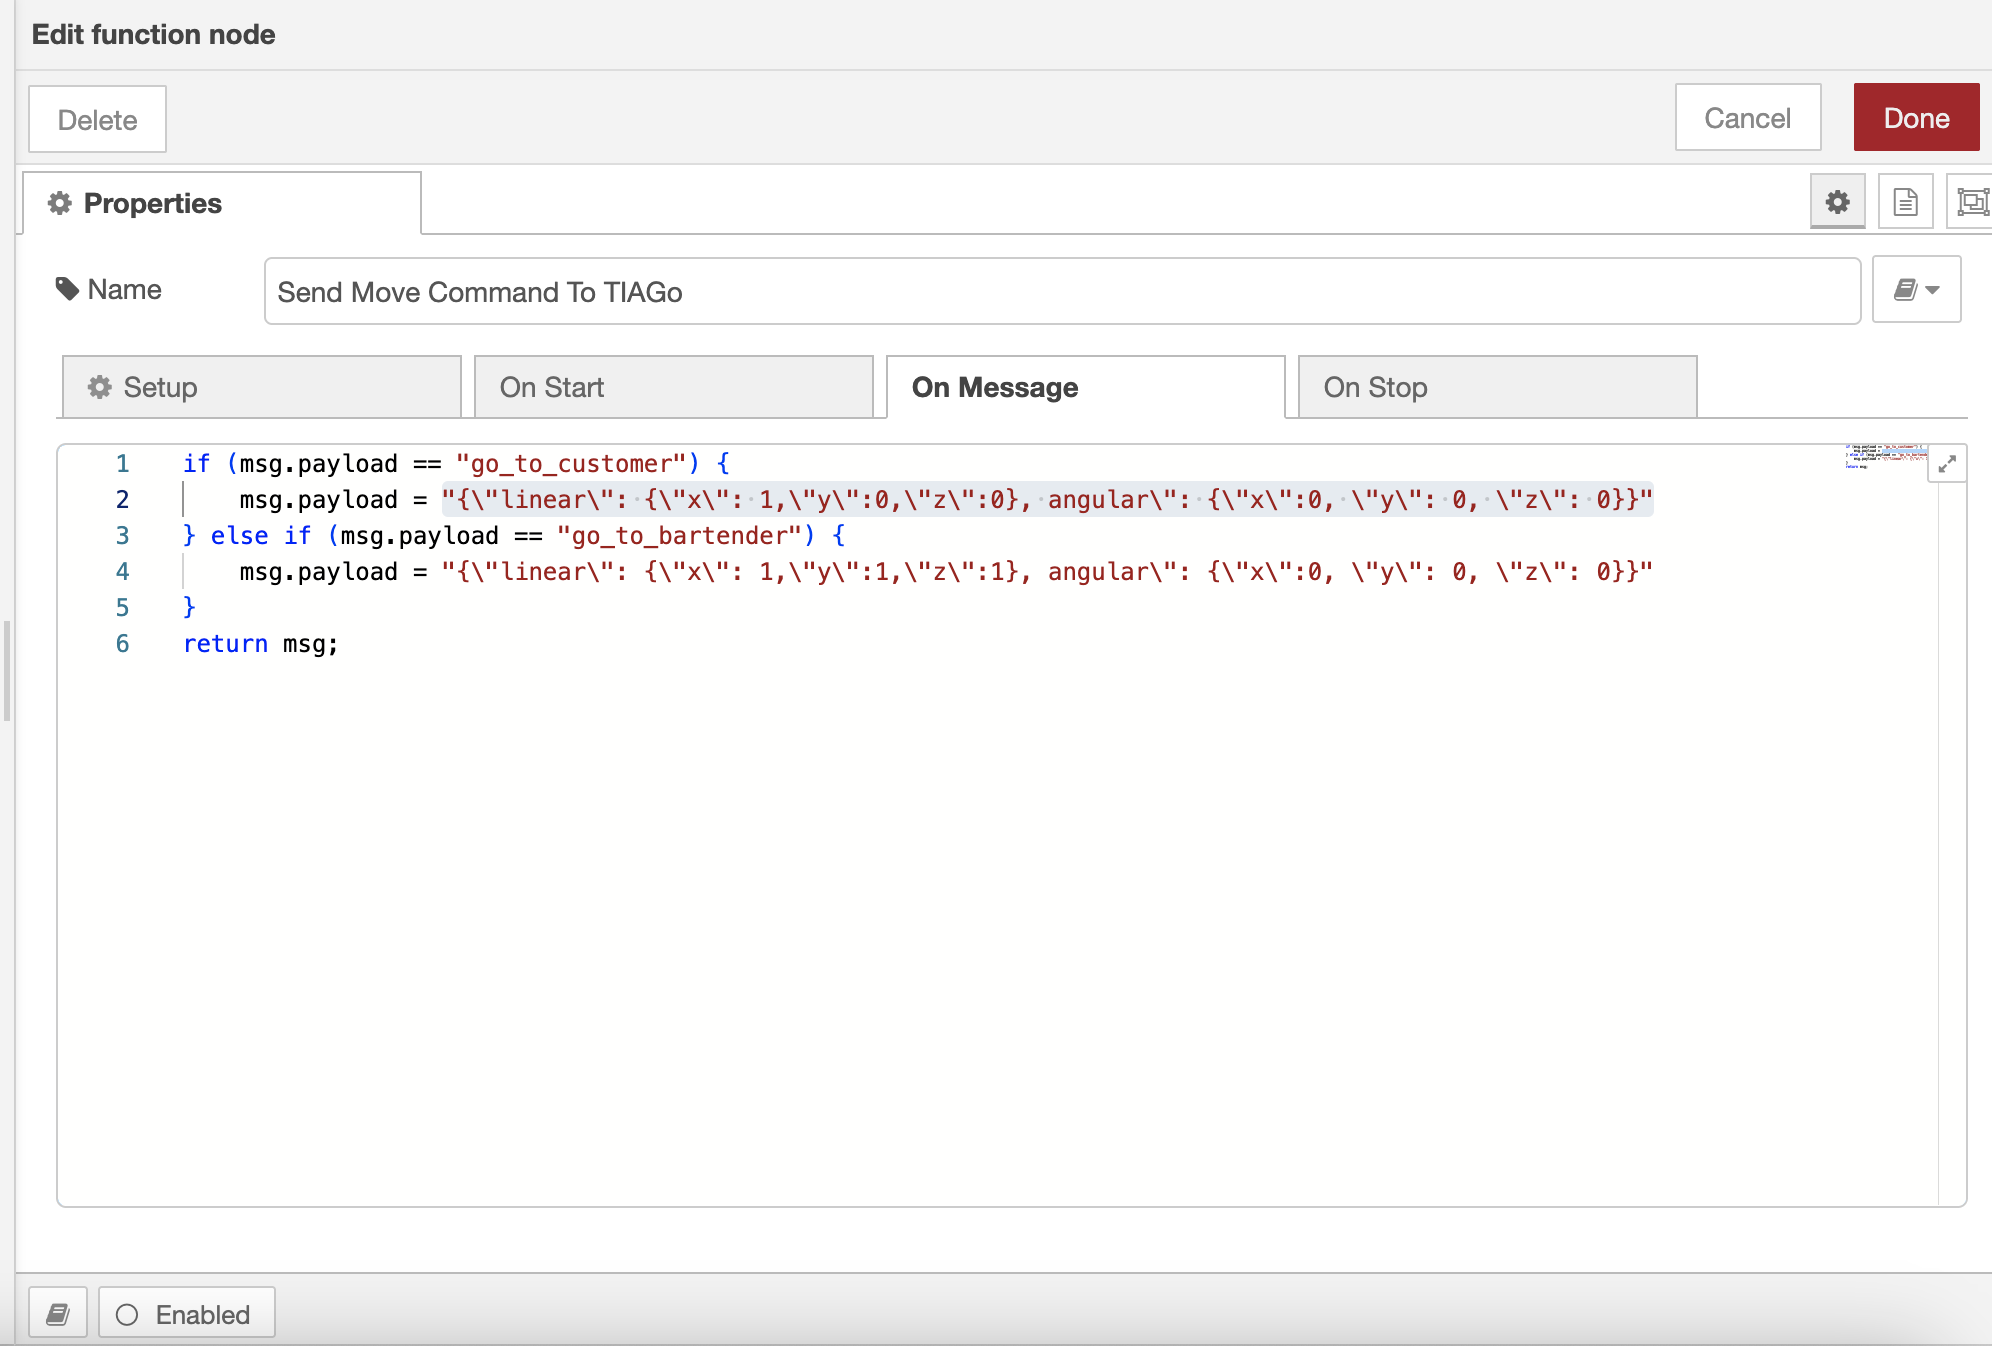 Edit function node
Delete
Cancel
Done
Properties
Name
Send Move Command To TIAGo
Setup
On Start
On Message
On Stop
1 if (msg.payload == "go_to_customer") {
2 msg.payload = "{\"linear\": {\"x\": 1,\"y\":0,\"z\":0}, angular\": {\"x\":0, \"y\": 0, \"z\": 0}}"
3 } else if (msg.payload == "go_to_bartender") {
4 msg.payload = "{\"linear\": {\"x\": 1,\"y\":1,\"z\":1}, angular\": {\"x\":0, \"y\": 0, \"z\": 0}}"
5 }
6 return msg;
Enabled